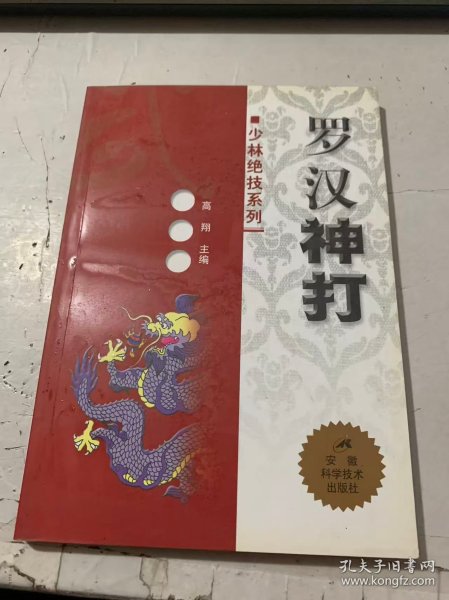 罗汉神打
少林绝技系列
高翔 主编
安徽
科学技术
出版社
孔夫子旧书网
www.kongfz.com